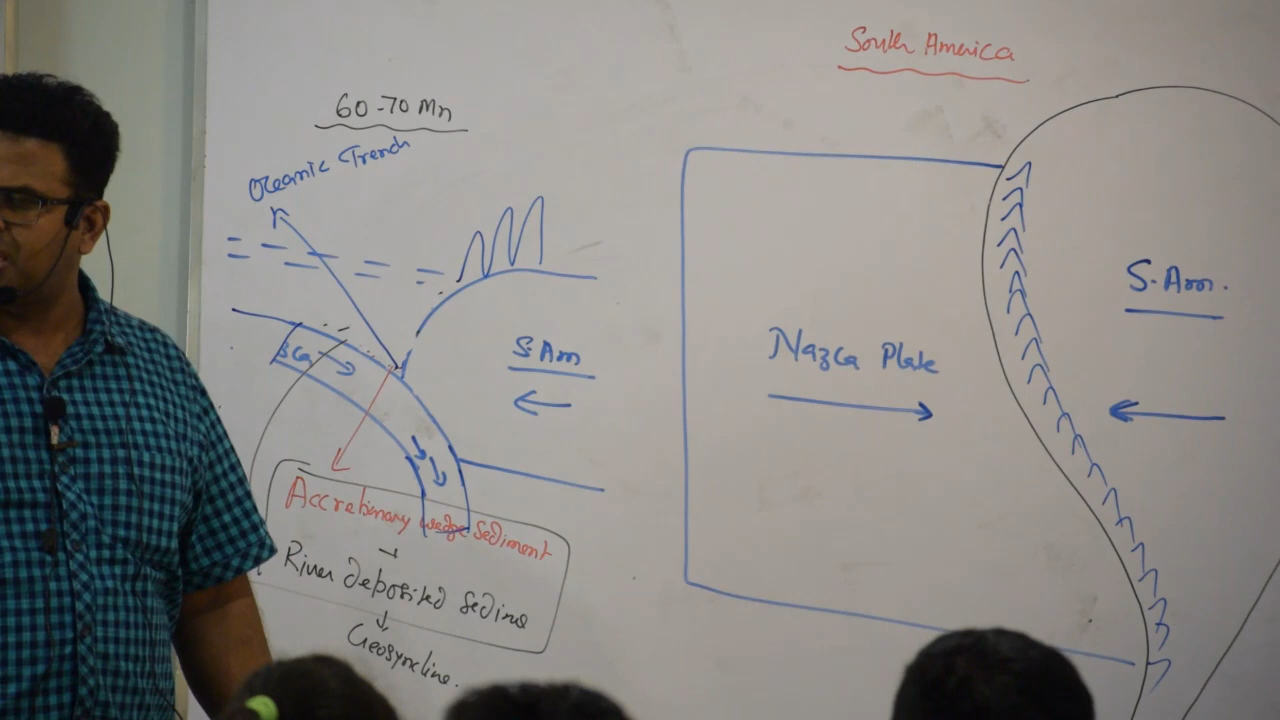 South America
60-70 Mn
Oceanic Trench
S.Am
Accretionary wedge Sediment
River deposited Sedime
Geosyncline.
Nazca Plate
S.Am.